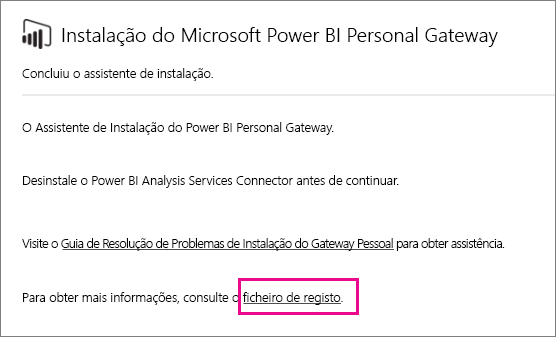 Instalação do Microsoft Power BI Personal Gateway
Concluiu o assistente de instalação.
O Assistente de Instalação do Power BI Personal Gateway.
Desinstale o Power BI Analysis Services Connector antes de continuar.
Visite o Guia de Resolução de Problemas de Instalação do Gateway Pessoal para obter assistência.
Para obter mais informações, consulte o ficheiro de registo.